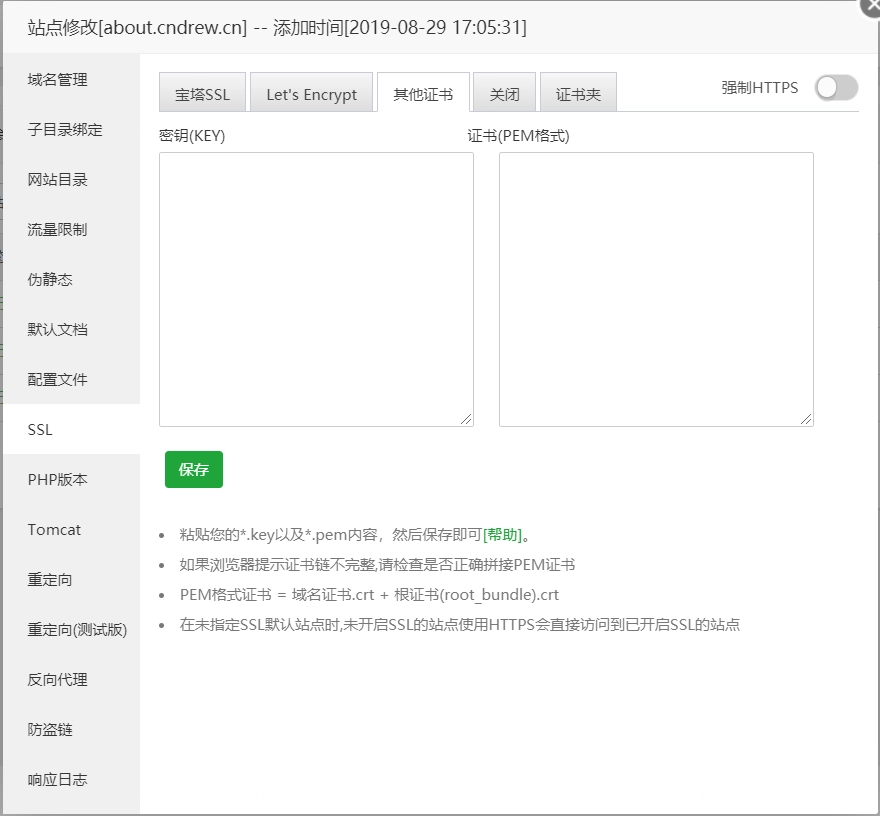 站点修改[about.cndrew.cn] -- 添加时间[2019-08-29 17:05:31]
域名管理
子目录绑定
网站目录
流量限制
伪静态
默认文档
配置文件
SSL
PHP版本
Tomcat
重定向
重定向(测试版)
反向代理
防盗链
响应日志
宝塔SSL
Let's Encrypt
其他证书
关闭
证书夹
强制HTTPS
密钥(KEY)
证书(PEM格式)
保存
粘贴您的*.key以及*.pem内容，然后保存即可[帮助]。
如果浏览器提示证书链不完整,请检查是否正确拼接PEM证书
PEM格式证书 = 域名证书.crt + 根证书(root_bundle).crt
在未指定SSL默认站点时,未开启SSL的站点使用HTTPS会直接访问到已开启SSL的站点